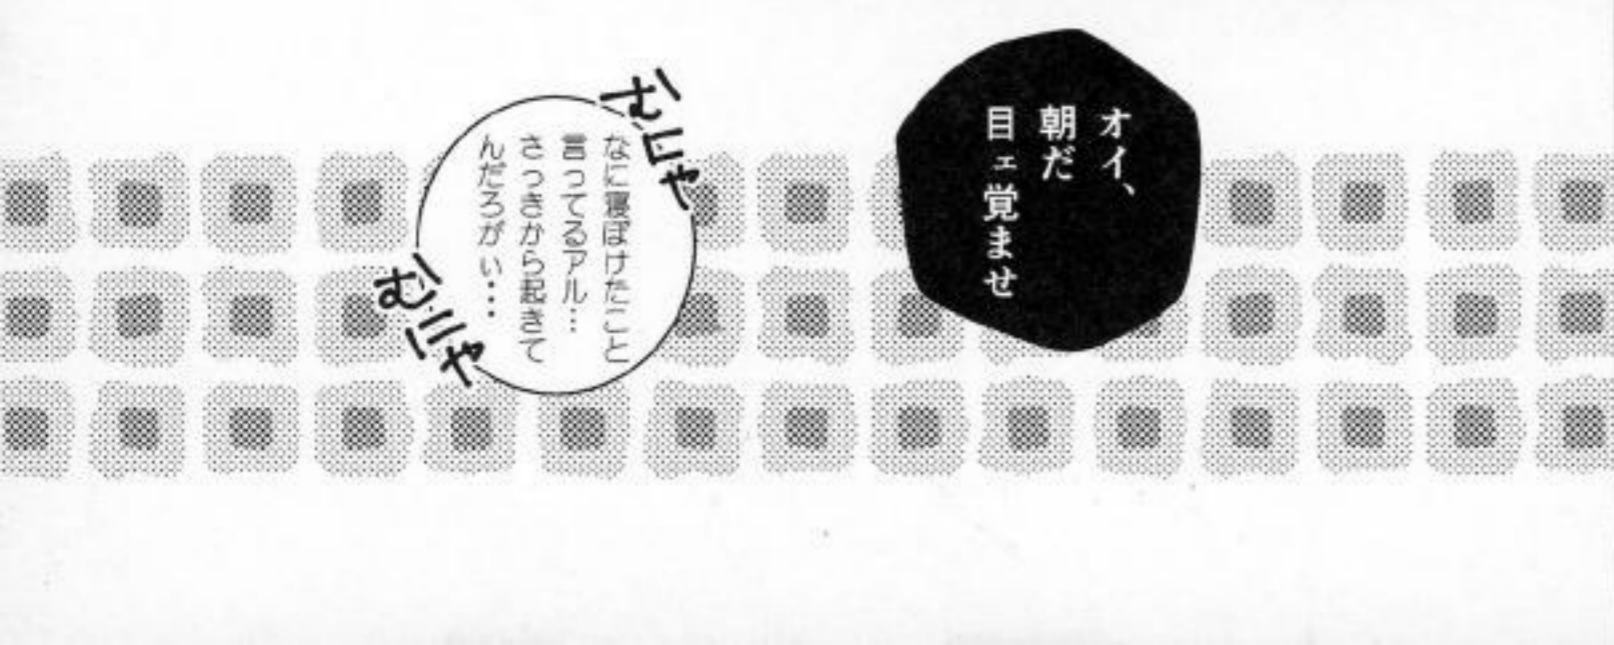 オイ、
朝だ
目ェ覚ませ
むにゃ
なに寝ぼけたこと
言ってるアル…
さっきから起きて
んだろがい…
むにゃ